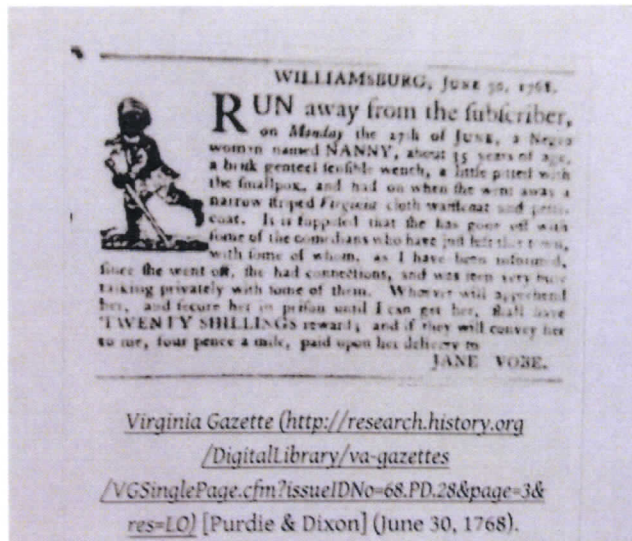 WILLIAMSBURG, JUNE 30, 1768.
RUN away from the ſubſcriber,
on Monday the 27th of JUNE, a Negro
woman named NANNY, about 35 years of age,
a briſk genteel ſenſible wench, a little pitted with
the ſmallpox, and had on when ſhe went away a
narrow ſtriped Virginia cloth waiſtcoat and petti-
coat. It is ſuppoſed that ſhe has gone off with
ſome of the comedians who have juſt left this town,
with ſome of whom, as I have been informed,
ſince ſhe went off, ſhe had connections, and was ſeen very buſy
talking privately with ſome of them. Whoever will apprehend
her, and ſecure her in priſon until I can get her, ſhall have
TWENTY SHILLINGS reward; and if they will convey her
to me, four pence a mile, paid upon her delivery to
JANE VOBE.
Virginia Gazette (http://research.history.org
/DigitalLibrary/va-gazettes
/VGSinglePage.cfm?issueIDNo=68.PD.28&page=3&
res=LO) [Purdie & Dixon] (June 30, 1768).